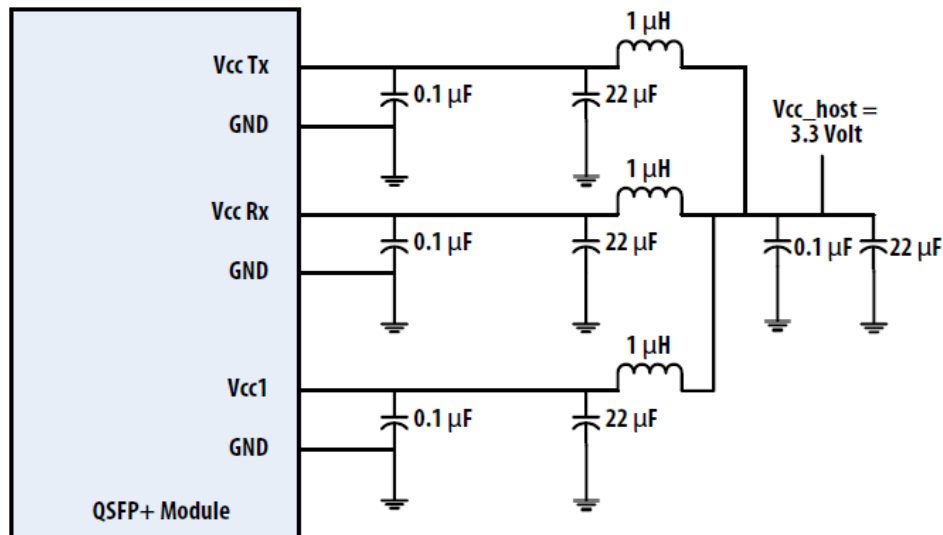 1 μH
Vcc Tx
0.1 μF
22 μF
Vcc_host =
3.3 Volt
GND
1 μH
Vcc Rx
0.1 μF
22 μF
0.1 μF
22 μF
GND
1 μH
Vcc1
0.1 μF
22 μF
GND
QSFP+ Module